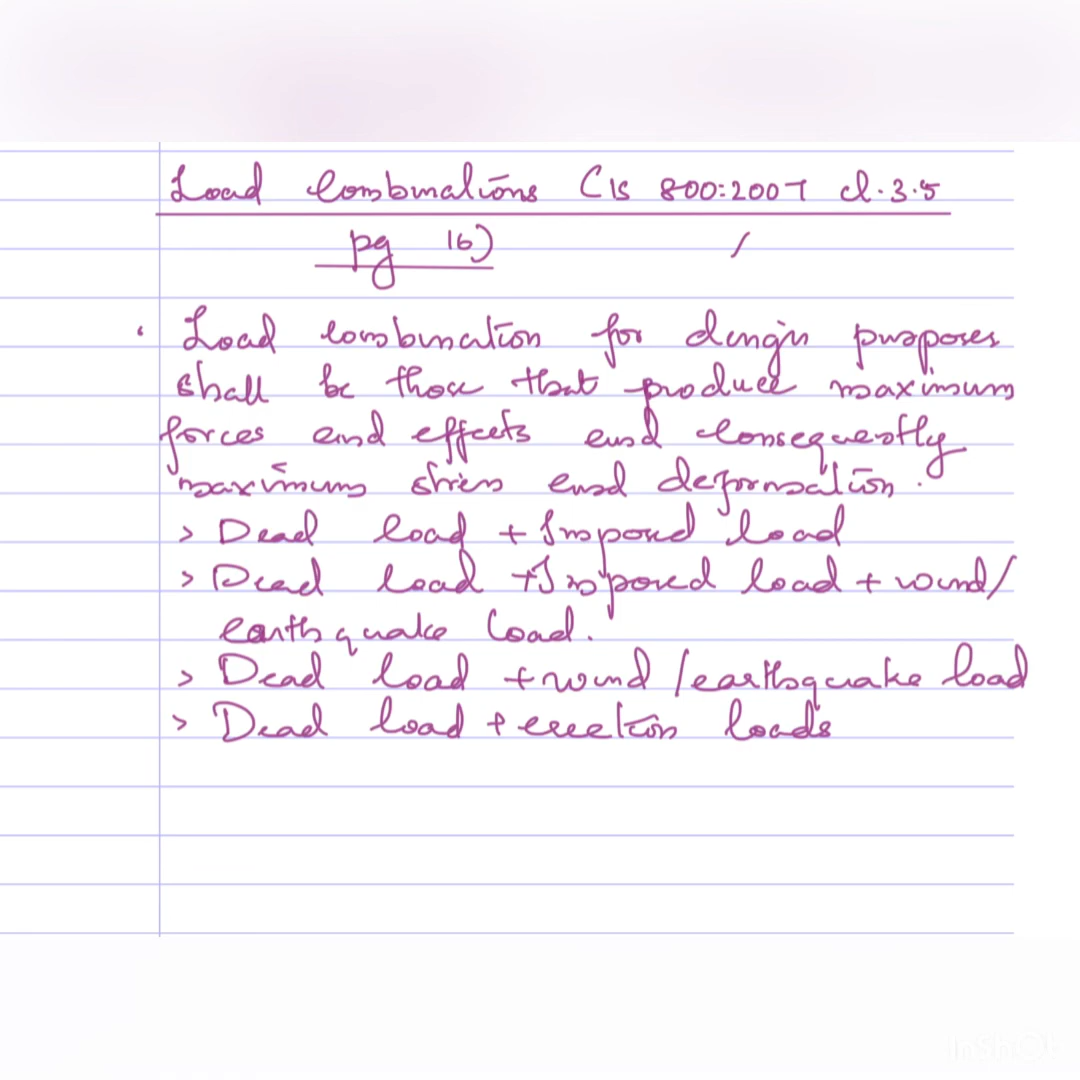 Load Combinations (IS 800:2007 cl.3.5
pg 16)
Load combination for design purposes
shall be those that produce maximum
forces and effects and consequently
maximum stress and deformation.
> Dead load + Imposed load
> Dead load + Imposed load + wind/
earthquake load.
> Dead load + wind /earthquake load
> Dead load + erection loads
InShOt